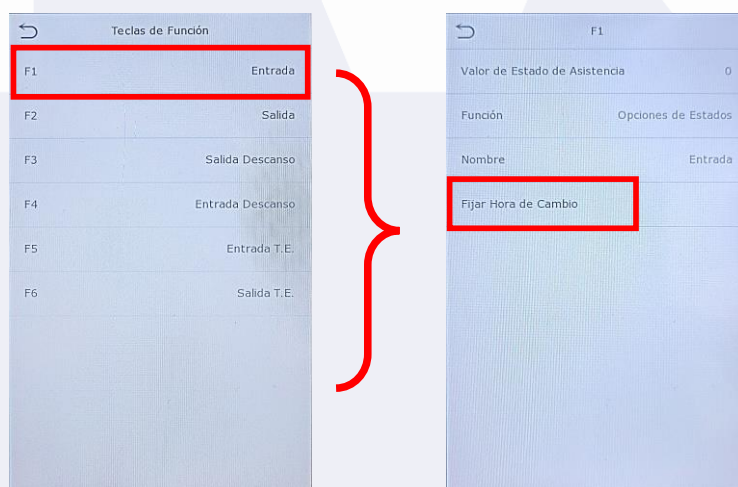 Teclas de Función
F1 Entrada
F2 Salida
F3 Salida Descanso
F4 Entrada Descanso
F5 Entrada T.E.
F6 Salida T.E.
F1
Valor de Estado de Asistencia 0
Función Opciones de Estados
Nombre Entrada
Fijar Hora de Cambio